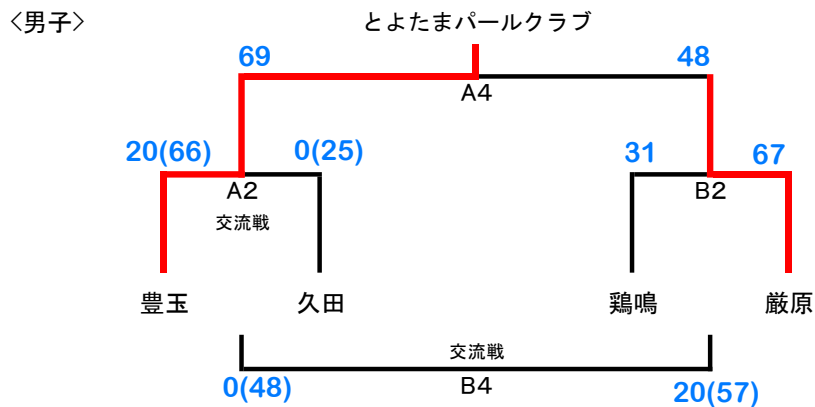 〈男子〉
とよたまパールクラブ
69
48
A4
20(66)
0(25)
31
67
A2
B2
交流戦
豊玉
久田
鶏鳴
厳原
交流戦
0(48)
B4
20(57)